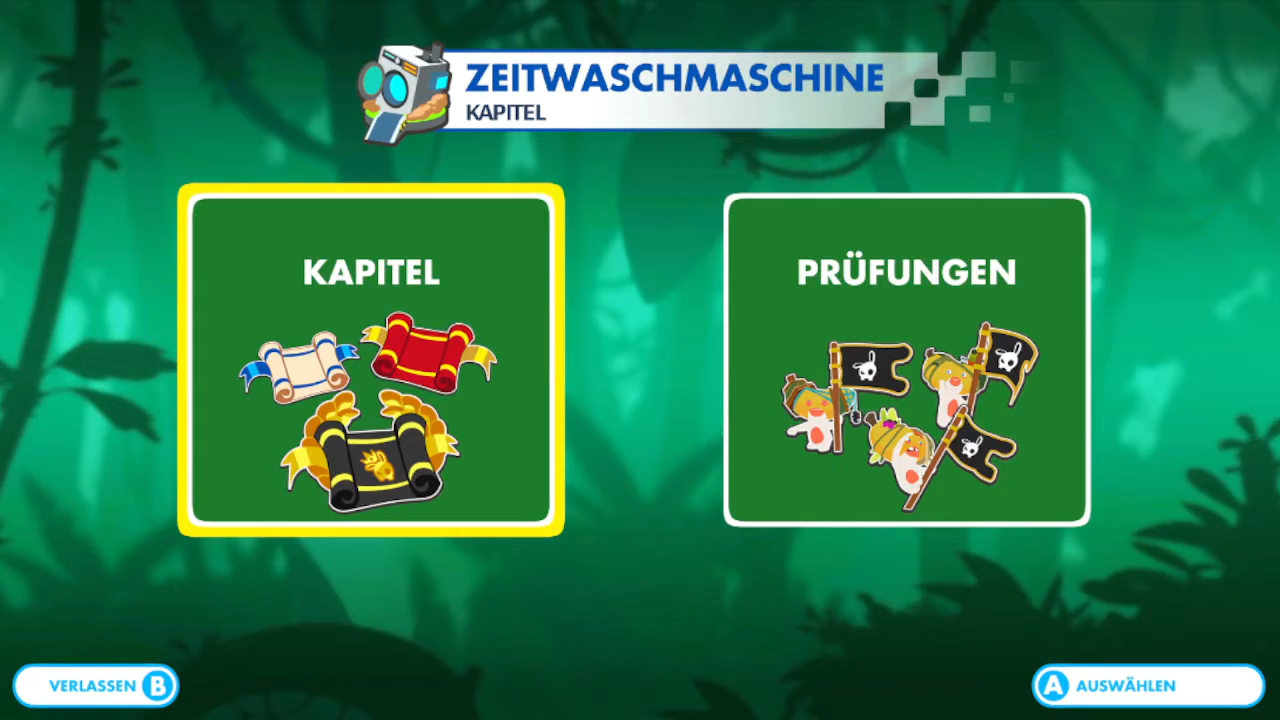 ZEITWASCHMASCHINE
KAPITEL
KAPITEL
PRÜFUNGEN
VERLASSEN B
A AUSWÄHLEN